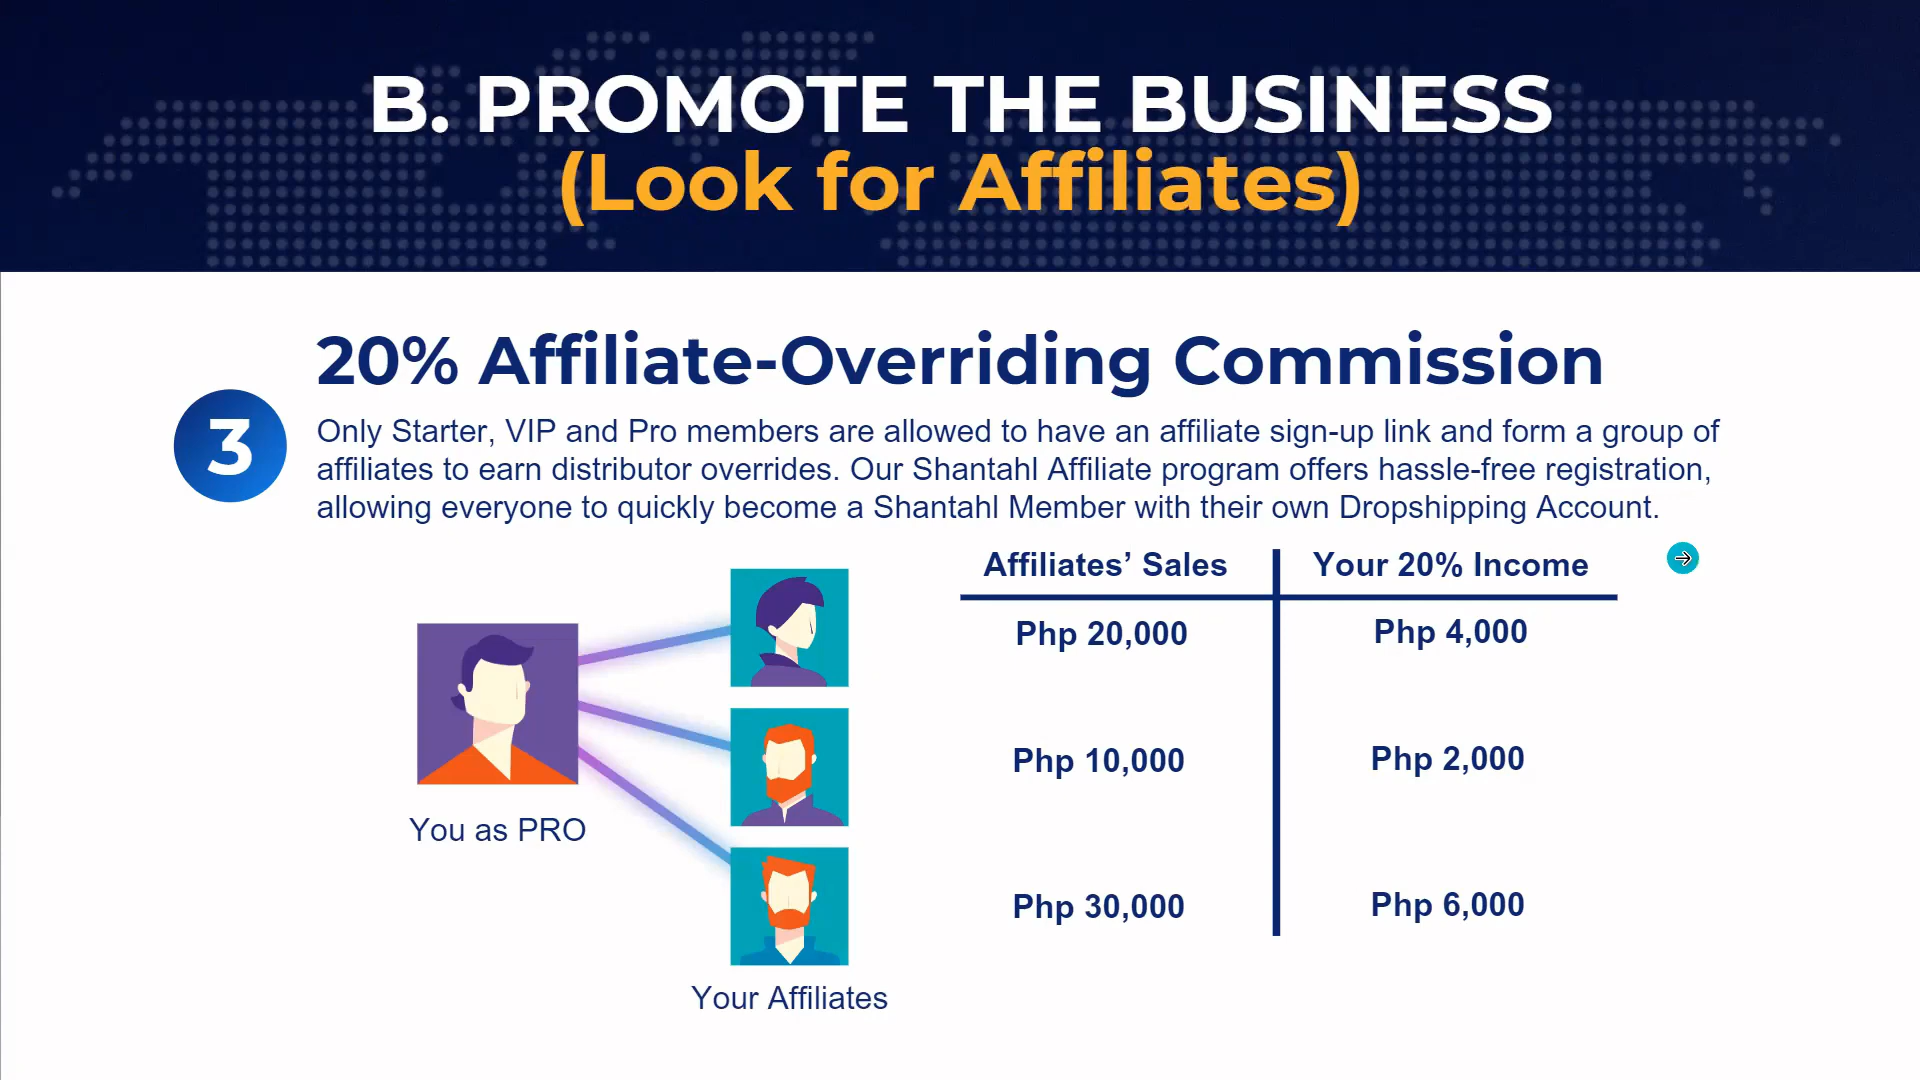 B. PROMOTE THE BUSINESS
(Look for Affiliates)
20% Affiliate-Overriding Commission
3
Only Starter, VIP and Pro members are allowed to have an affiliate sign-up link and form a group of
affiliates to earn distributor overrides. Our Shantahl Affiliate program offers hassle-free registration,
allowing everyone to quickly become a Shantahl Member with their own Dropshipping Account.
Affiliates’ Sales Your 20% Income
Php 20,000 Php 4,000
Php 10,000 Php 2,000
You as PRO
Php 30,000 Php 6,000
Your Affiliates